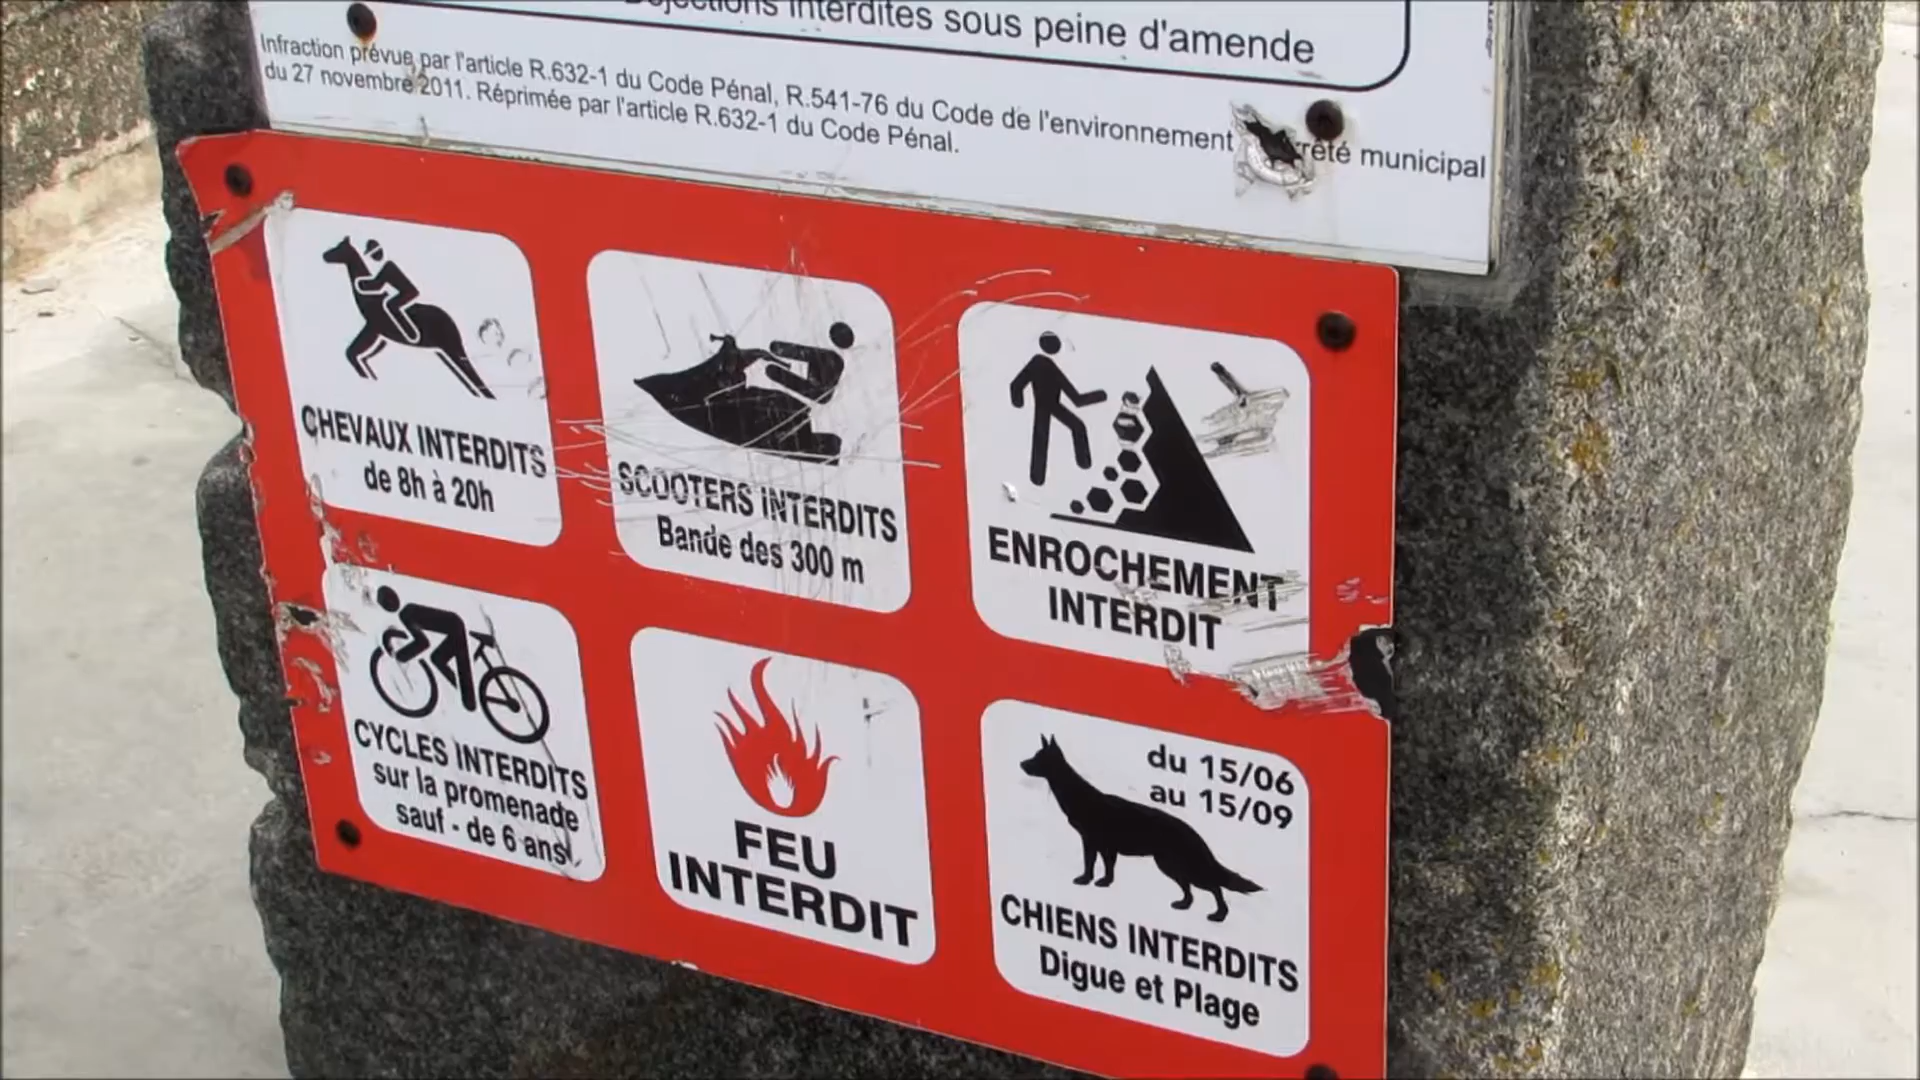 interdites sous peine d'amende
Infraction prévue par l'article R.632-1 du Code Pénal, R.541-76 du Code de l'environnement municipal
du 27 novembre 2011. Réprimée par l'article R.632-1 du Code Pénal.
CHEVAUX INTERDITS
de 8h à 20h
SCOOTERS INTERDITS
Bande des 300 m
ENROCHEMENT
INTERDIT
CYCLES INTERDITS
sur la promenade
sauf - de 6 ans
FEU
INTERDIT
du 15/06
au 15/09
CHIENS INTERDITS
Digue et Plage